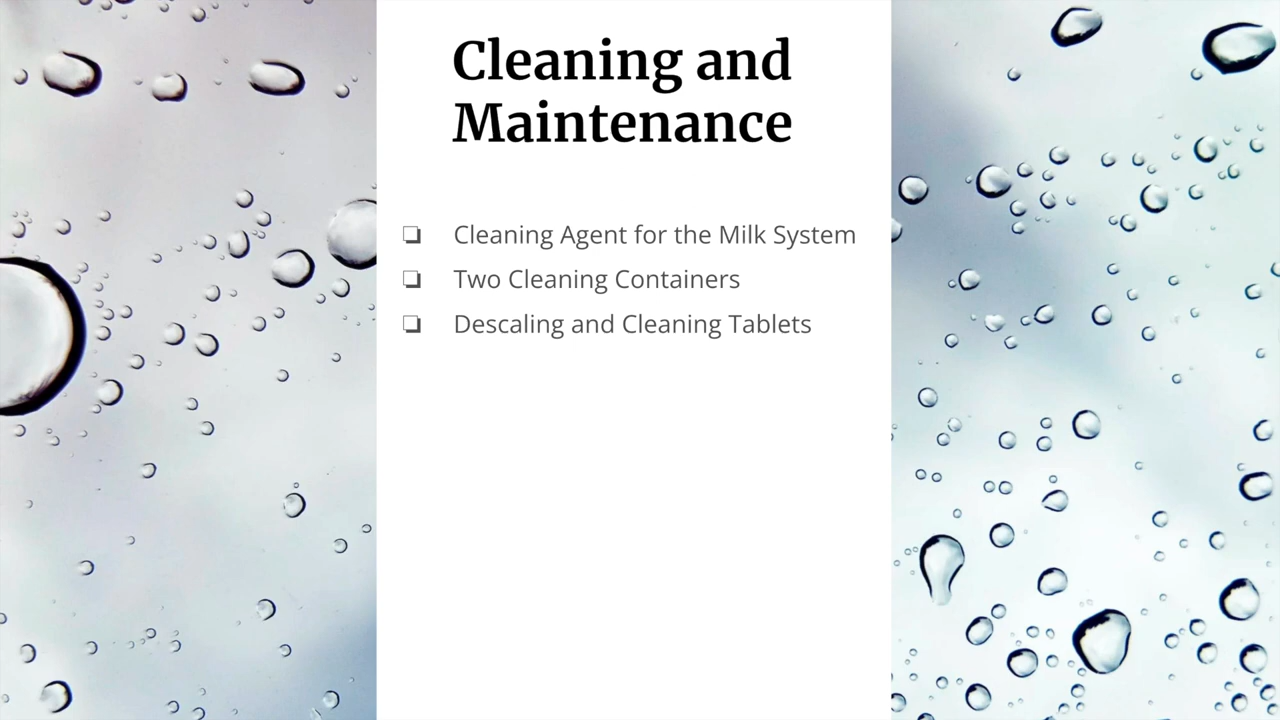 Cleaning and
Maintenance
❏ Cleaning Agent for the Milk System
❏ Two Cleaning Containers
❏ Descaling and Cleaning Tablets